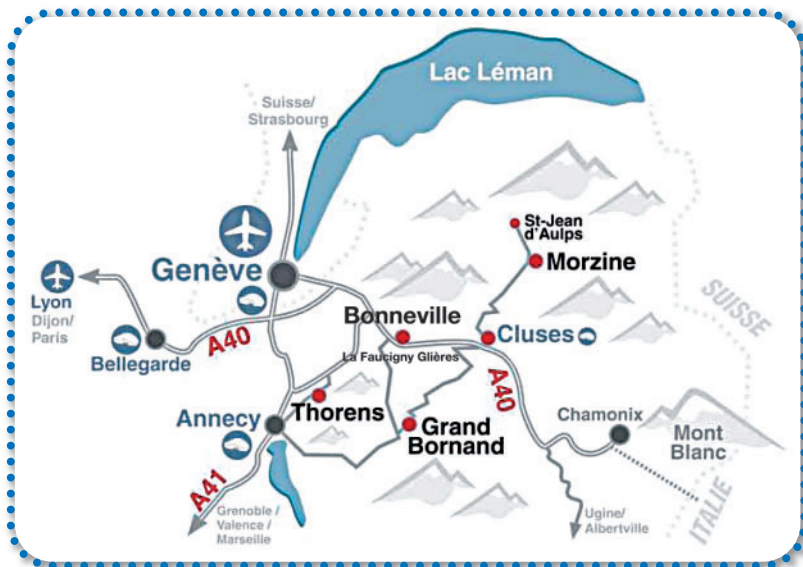 Lac Léman
Suisse/
Strasbourg
St-Jean
d'Aulps
Genève
Morzine
Lyon
Dijon/
Paris
SUISSE
Bonneville
A40
Bellegarde
Cluses
La Faucigny Glières
A40
Annecy
Thorens
Grand
Bornand
Chamonix
Mont
Blanc
A41
Grenoble /
Valence /
Marseille
Ugine/
Albertville
ITALIE